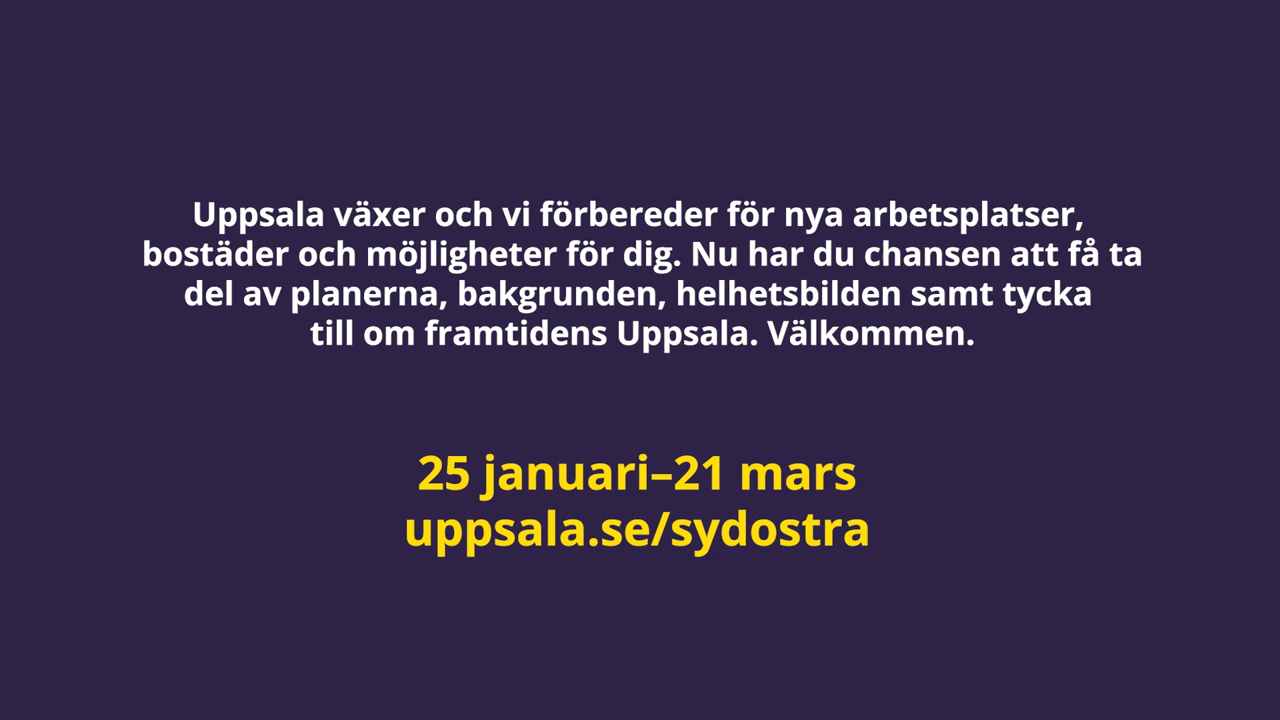 Uppsala växer och vi förbereder för nya arbetsplatser,
bostäder och möjligheter för dig. Nu har du chansen att få ta
del av planerna, bakgrunden, helhetsbilden samt tycka
till om framtidens Uppsala. Välkommen.
25 januari–21 mars
uppsala.se/sydostra